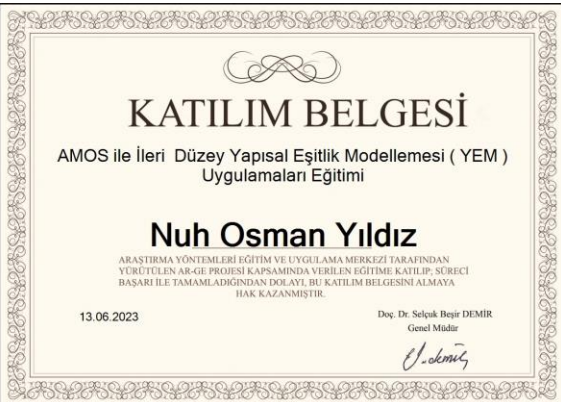 KATILIM BELGESİ
AMOS ile İleri Düzey Yapısal Eşitlik Modellemesi ( YEM )
Uygulamaları Eğitimi
Nuh Osman Yıldız
ARAŞTIRMA YÖNTEMLERİ EĞİTİM VE UYGULAMA MERKEZİ TARAFINDAN
YÜRÜTÜLEN AR-GE PROJESİ KAPSAMINDA VERİLEN EĞİTİME KATILIP; SÜRECİ
BAŞARI İLE TAMAMLADIĞINDAN DOLAYI, BU KATILIM BELGESİNİ ALMAYA
HAK KAZANMIŞTIR.
13.06.2023
Doç. Dr. Selçuk Beşir DEMİR
Genel Müdür